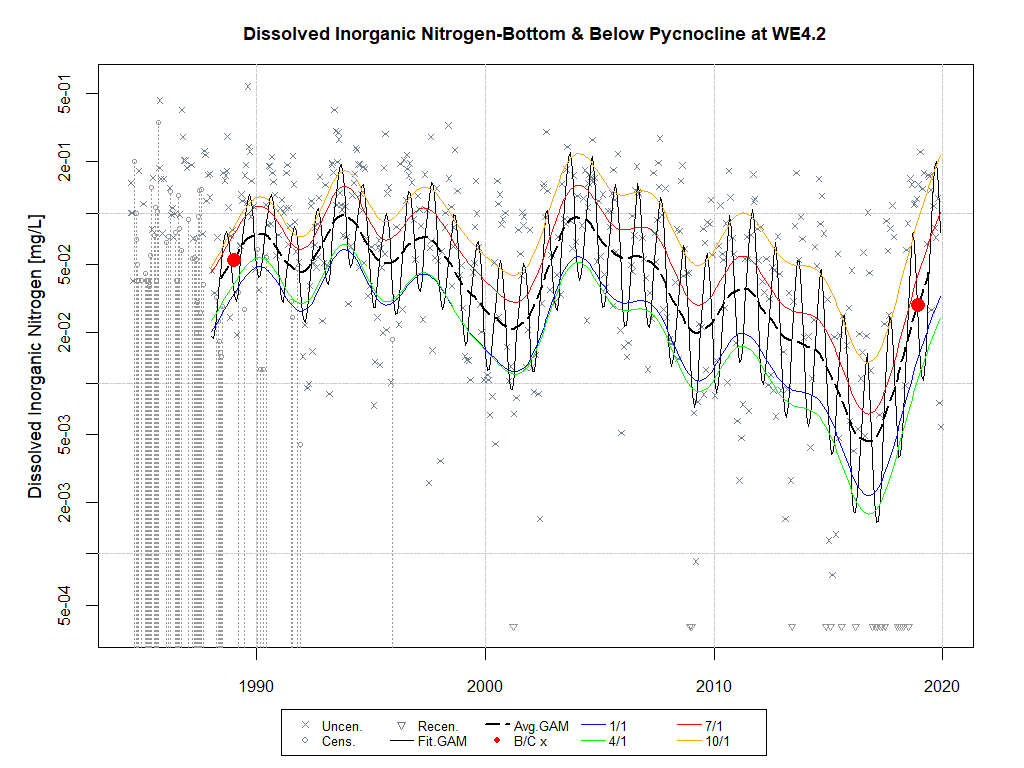 Dissolved Inorganic Nitrogen-Bottom & Below Pycnocline at WE4.2
Dissolved Inorganic Nitrogen [mg/L]
5e-01
2e-01
5e-02
2e-02
5e-03
2e-03
5e-04
1990 2000 2010 2020
Uncen. Recen. Avg.GAM 1/1 7/1
Cens. Fit.GAM B/C x 4/1 10/1